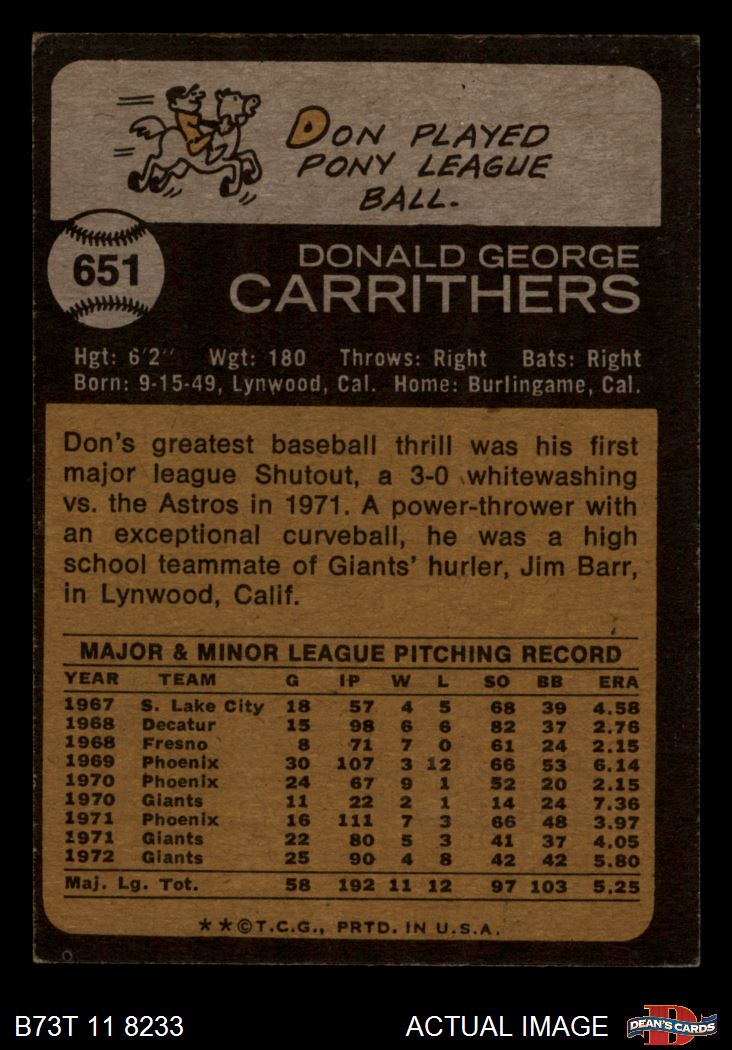 DON PLAYED
PONY LEAGUE
BALL.
651
DONALD GEORGE
CARRITHERS
Hgt: 6'2" Wgt: 180 Throws: Right Bats: Right
Born: 9-15-49, Lynwood, Cal. Home: Burlingame, Cal.
Don's greatest baseball thrill was his first
major league Shutout, a 3-0 whitewashing
vs. the Astros in 1971. A power-thrower with
an exceptional curveball, he was a high
school teammate of Giants' hurler, Jim Barr,
in Lynwood, Calif.
MAJOR & MINOR LEAGUE PITCHING RECORD
YEAR TEAM G IP W L SO BB ERA
1967 S. Lake City 18 57 4 5 68 39 4.58
1968 Decatur 15 98 6 6 82 37 2.76
1968 Fresno 8 71 7 0 61 24 2.15
1969 Phoenix 30 107 3 12 66 53 6.14
1970 Phoenix 24 67 9 1 52 20 2.15
1970 Giants 11 22 2 1 14 24 7.36
1971 Phoenix 16 111 7 3 66 48 3.97
1971 Giants 22 80 5 3 41 37 4.05
1972 Giants 25 90 4 8 42 42 5.80
Maj. Lg. Tot. 58 192 11 12 97 103 5.25
**©T.C.G., PRTD. IN U.S.A.
B73T 11 8233 ACTUAL IMAGE DEAN'S CARDS